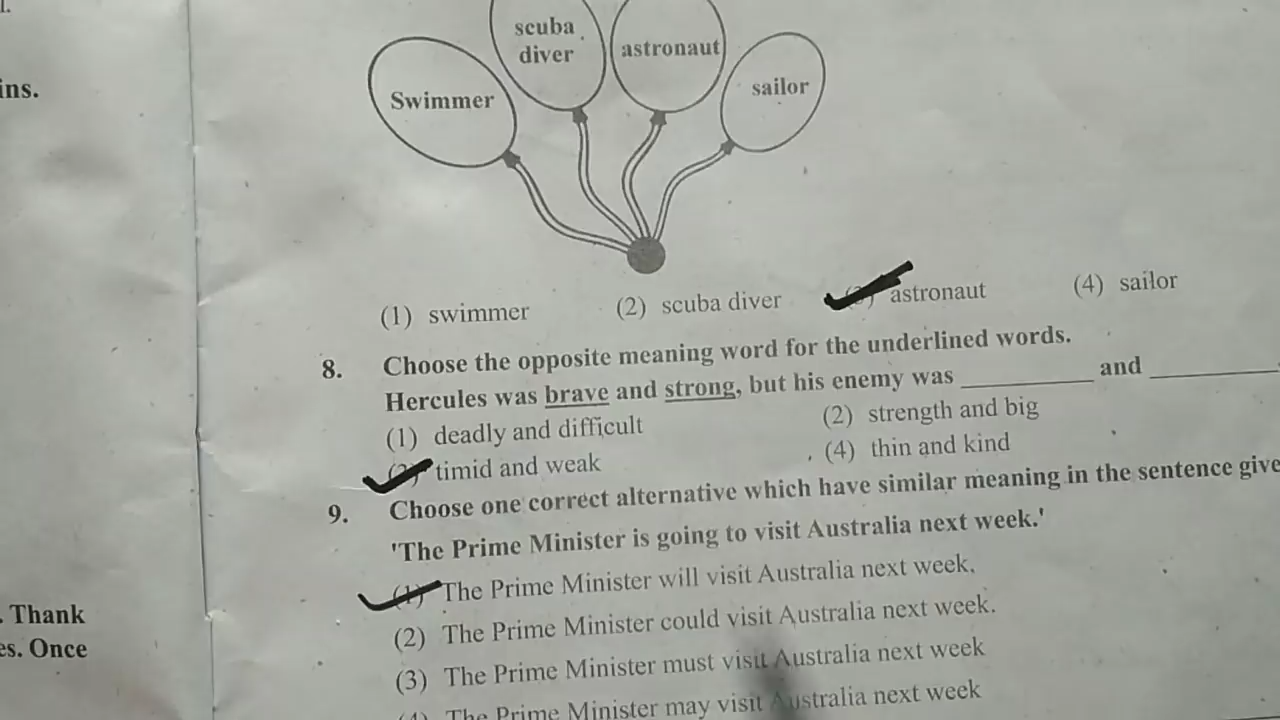 ins.
. Thank
es. Once
scuba
diver
astronaut
Swimmer
sailor
(1) swimmer (2) scuba diver astronaut (4) sailor
8. Choose the opposite meaning word for the underlined words.
Hercules was brave and strong, but his enemy was __________ and __________
(1) deadly and difficult (2) strength and big
timid and weak (4) thin and kind
9. Choose one correct alternative which have similar meaning in the sentence give
'The Prime Minister is going to visit Australia next week.'
(1) The Prime Minister will visit Australia next week.
(2) The Prime Minister could visit Australia next week.
(3) The Prime Minister must visit Australia next week
The Prime Minister may visit Australia next week